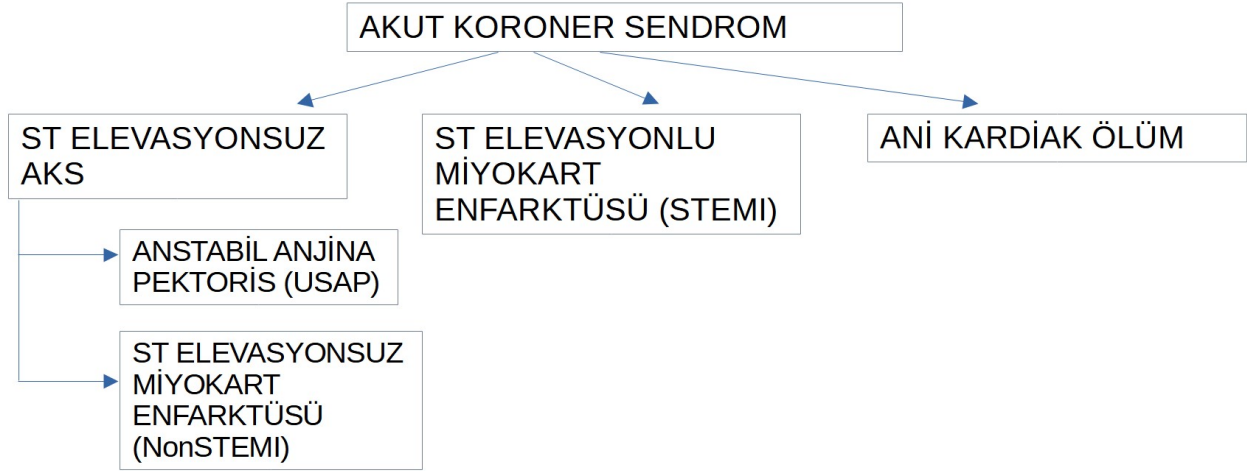 AKUT KORONER SENDROM
ST ELEVASYONSUZ
AKS
ST ELEVASYONLU
MİYOKART
ENFARKTÜSÜ (STEMI)
ANİ KARDİAK ÖLÜM
ANSTABİL ANJİNA
PEKTORİS (USAP)
ST ELEVASYONSUZ
MİYOKART
ENFARKTÜSÜ
(NonSTEMI)